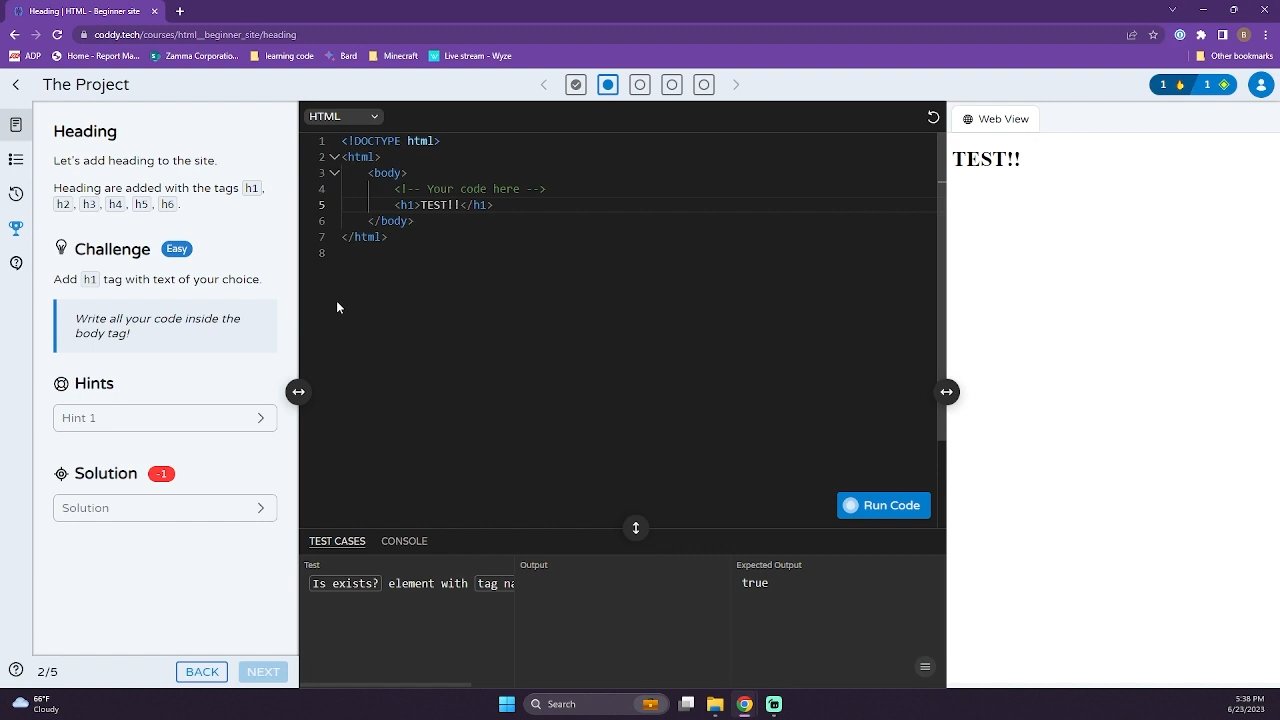 Heading | HTML - Beginner site
coddy.tech/courses/html__beginner_site/heading
ADP
Home - Report Ma...
Zamma Corporatio...
learning code
Bard
Minecraft
Live stream - Wyze
Other bookmarks
The Project
1
1
Heading
Let's add heading to the site.
Heading are added with the tags h1,
h2, h3, h4, h5, h6.
Challenge Easy
Add h1 tag with text of your choice.
Write all your code inside the
body tag!
Hints
Hint 1
Solution -1
Solution
2/5
BACK
NEXT
HTML
1 <!DOCTYPE html>
2 <html>
3 <body>
4 <!-- Your code here -->
5 <h1>TEST!!</h1>
6 </body>
7 </html>
8
Run Code
TEST CASES
CONSOLE
Test
Is exists? element with tag_na
Output
Expected Output
true
Web View
TEST!!
66°F
Cloudy
Search
5:38 PM
6/23/2023